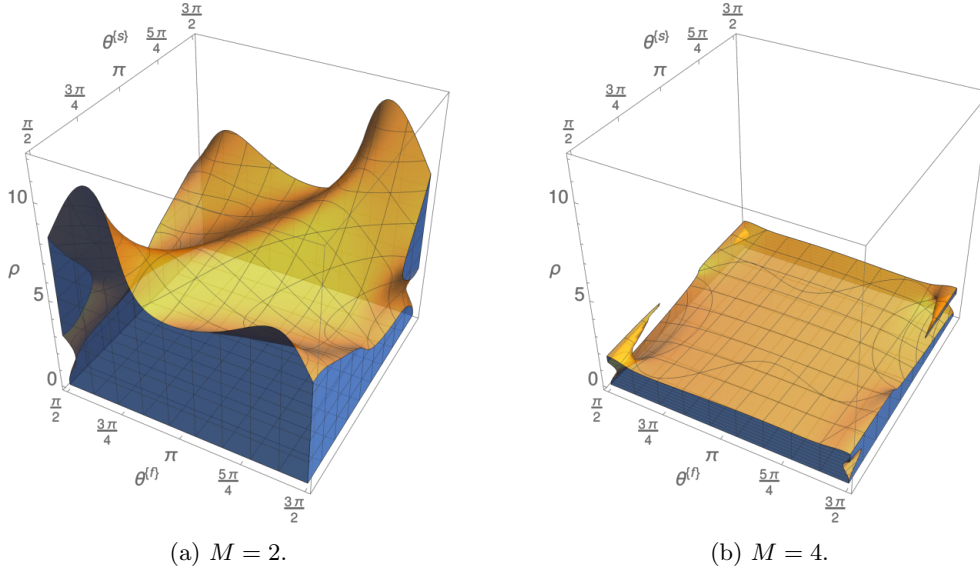 3π/2
5π/4
θ^{s}
π
3π/4
π/2
10
ρ
5
0
π/2
3π/4
π
θ^{f}
5π/4
3π/2
(a) M = 2.
3π/2
5π/4
θ^{s}
π
3π/4
π/2
10
ρ
5
0
π/2
3π/4
π
θ^{f}
5π/4
3π/2
(b) M = 4.